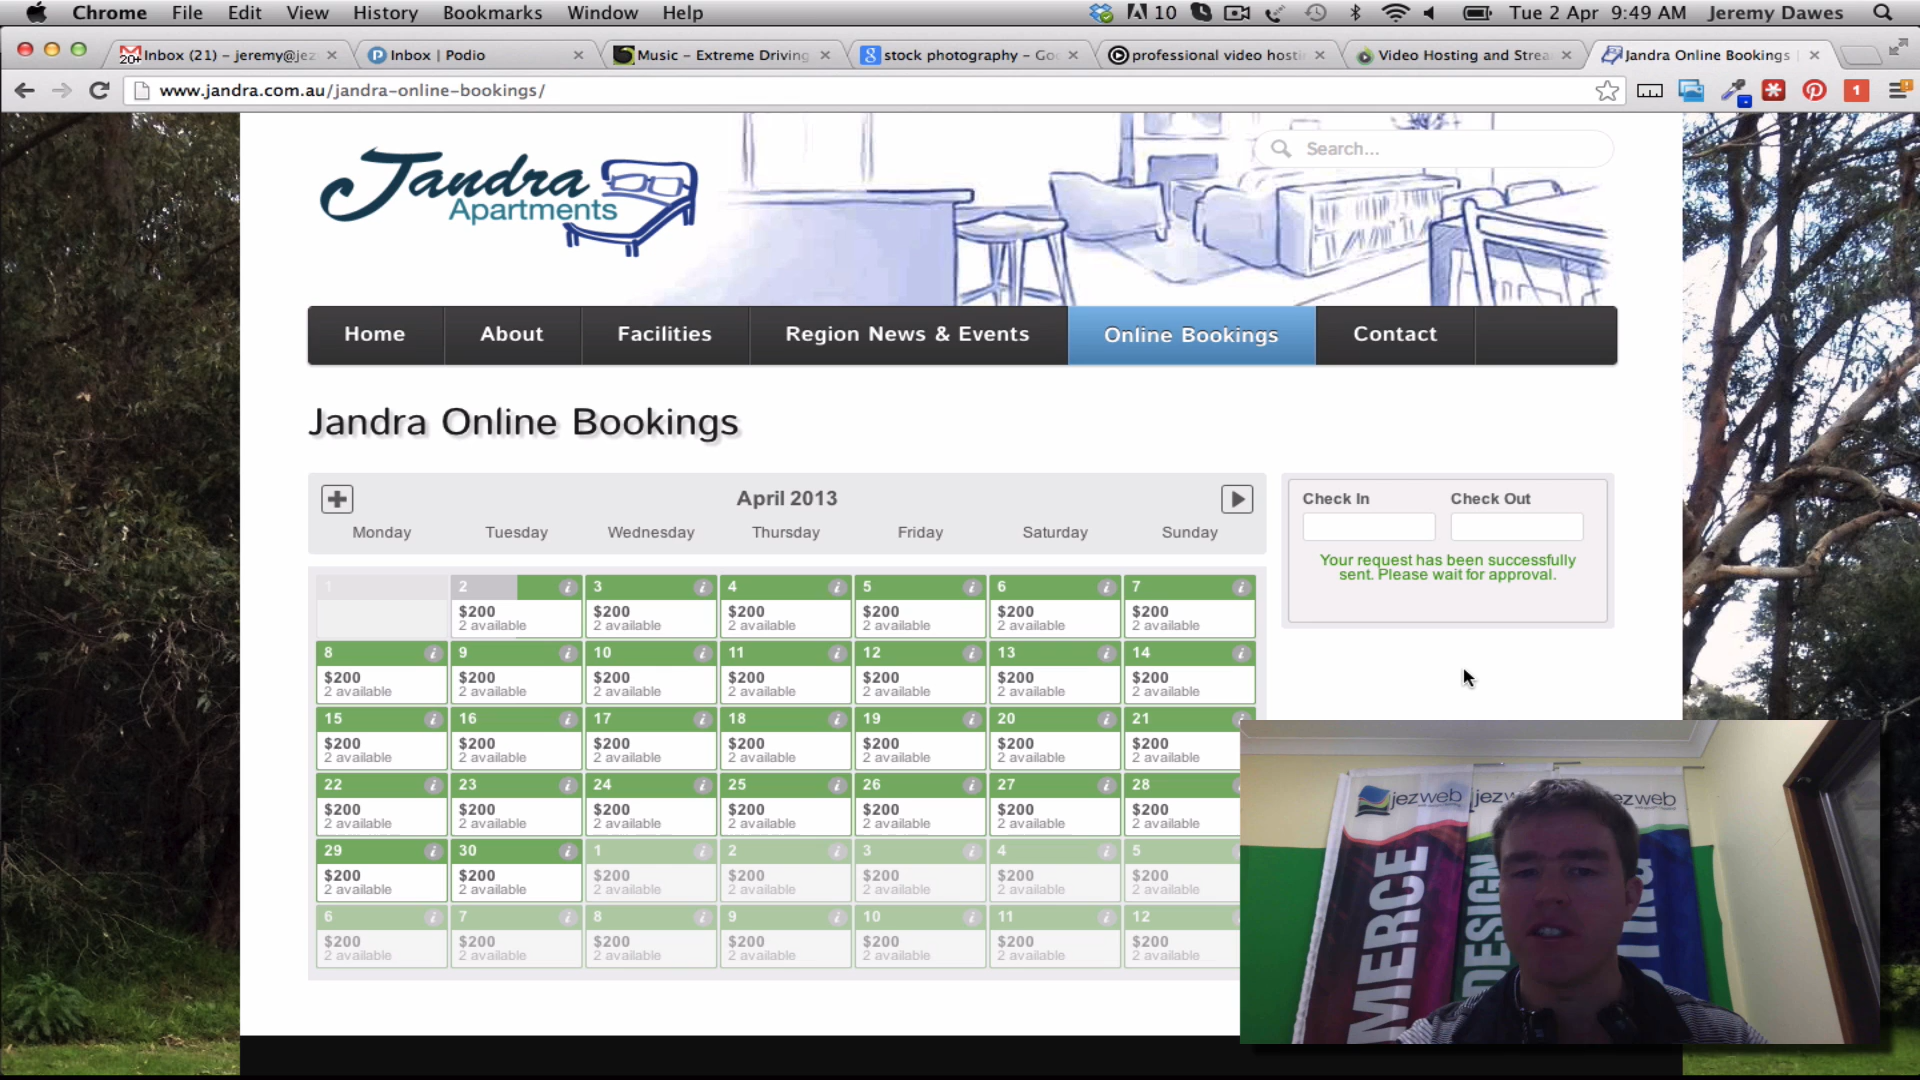 Chrome File Edit View History Bookmarks Window Help 10 Tue 2 Apr 9:49 AM Jeremy Dawes
20+ Inbox (21) – jeremy@jez Inbox | Podio Music – Extreme Driving stock photography – Go professional video hosti Video Hosting and Strea Jandra Online Bookings |
www.jandra.com.au/jandra-online-bookings/ 1
Search...
Jandra
Apartments
Home About Facilities Region News & Events Online Bookings Contact
Jandra Online Bookings
April 2013
Monday Tuesday Wednesday Thursday Friday Saturday Sunday
Check In Check Out
Your request has been successfully
sent. Please wait for approval.
1 2 i 3 i 4 i 5 i 6 i 7 i
$200 $200 $200 $200 $200 $200
2 available 2 available 2 available 2 available 2 available 2 available
8 i 9 i 10 i 11 i 12 i 13 i 14 i
$200 $200 $200 $200 $200 $200 $200
2 available 2 available 2 available 2 available 2 available 2 available 2 available
15 i 16 i 17 i 18 i 19 i 20 i 21 i
$200 $200 $200 $200 $200 $200 $200
2 available 2 available 2 available 2 available 2 available 2 available 2 available
22 i 23 i 24 i 25 i 26 i 27 i 28
$200 $200 $200 $200 $200 $200 $200
2 available 2 available 2 available 2 available 2 available 2 available 2 available
29 i 30 i 1 i 2 i 3 i 4 i 5
$200 $200 $200 $200 $200 $200 $200
2 available 2 available 2 available 2 available 2 available 2 available 2 available
6 i 7 i 8 i 9 i 10 i 11 i 12
$200 $200 $200 $200 $200 $200 $200
2 available 2 available 2 available 2 available 2 available 2 available 2 available
jezweb jezw ezweb
MERCE
DESIGN